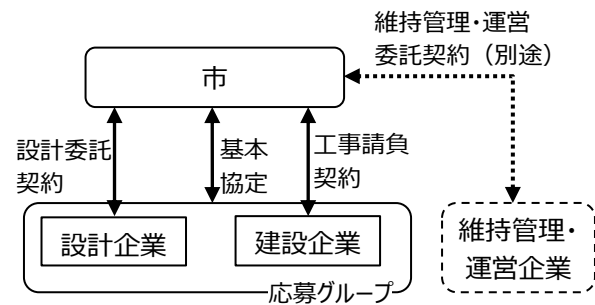 維持管理・運営
委託契約（別途）
市
設計委託
契約
基本
協定
工事請負
契約
設計企業
建設企業
維持管理・
運営企業
応募グループ